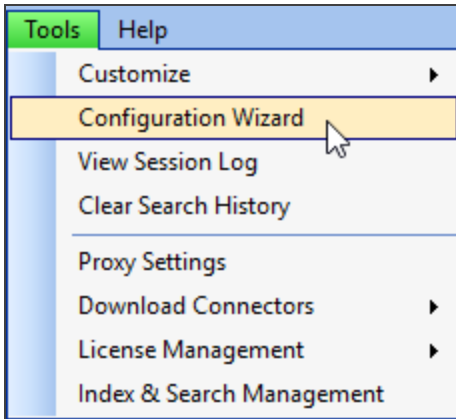 Tools Help
Customize
Configuration Wizard
View Session Log
Clear Search History
Proxy Settings
Download Connectors
License Management
Index & Search Management